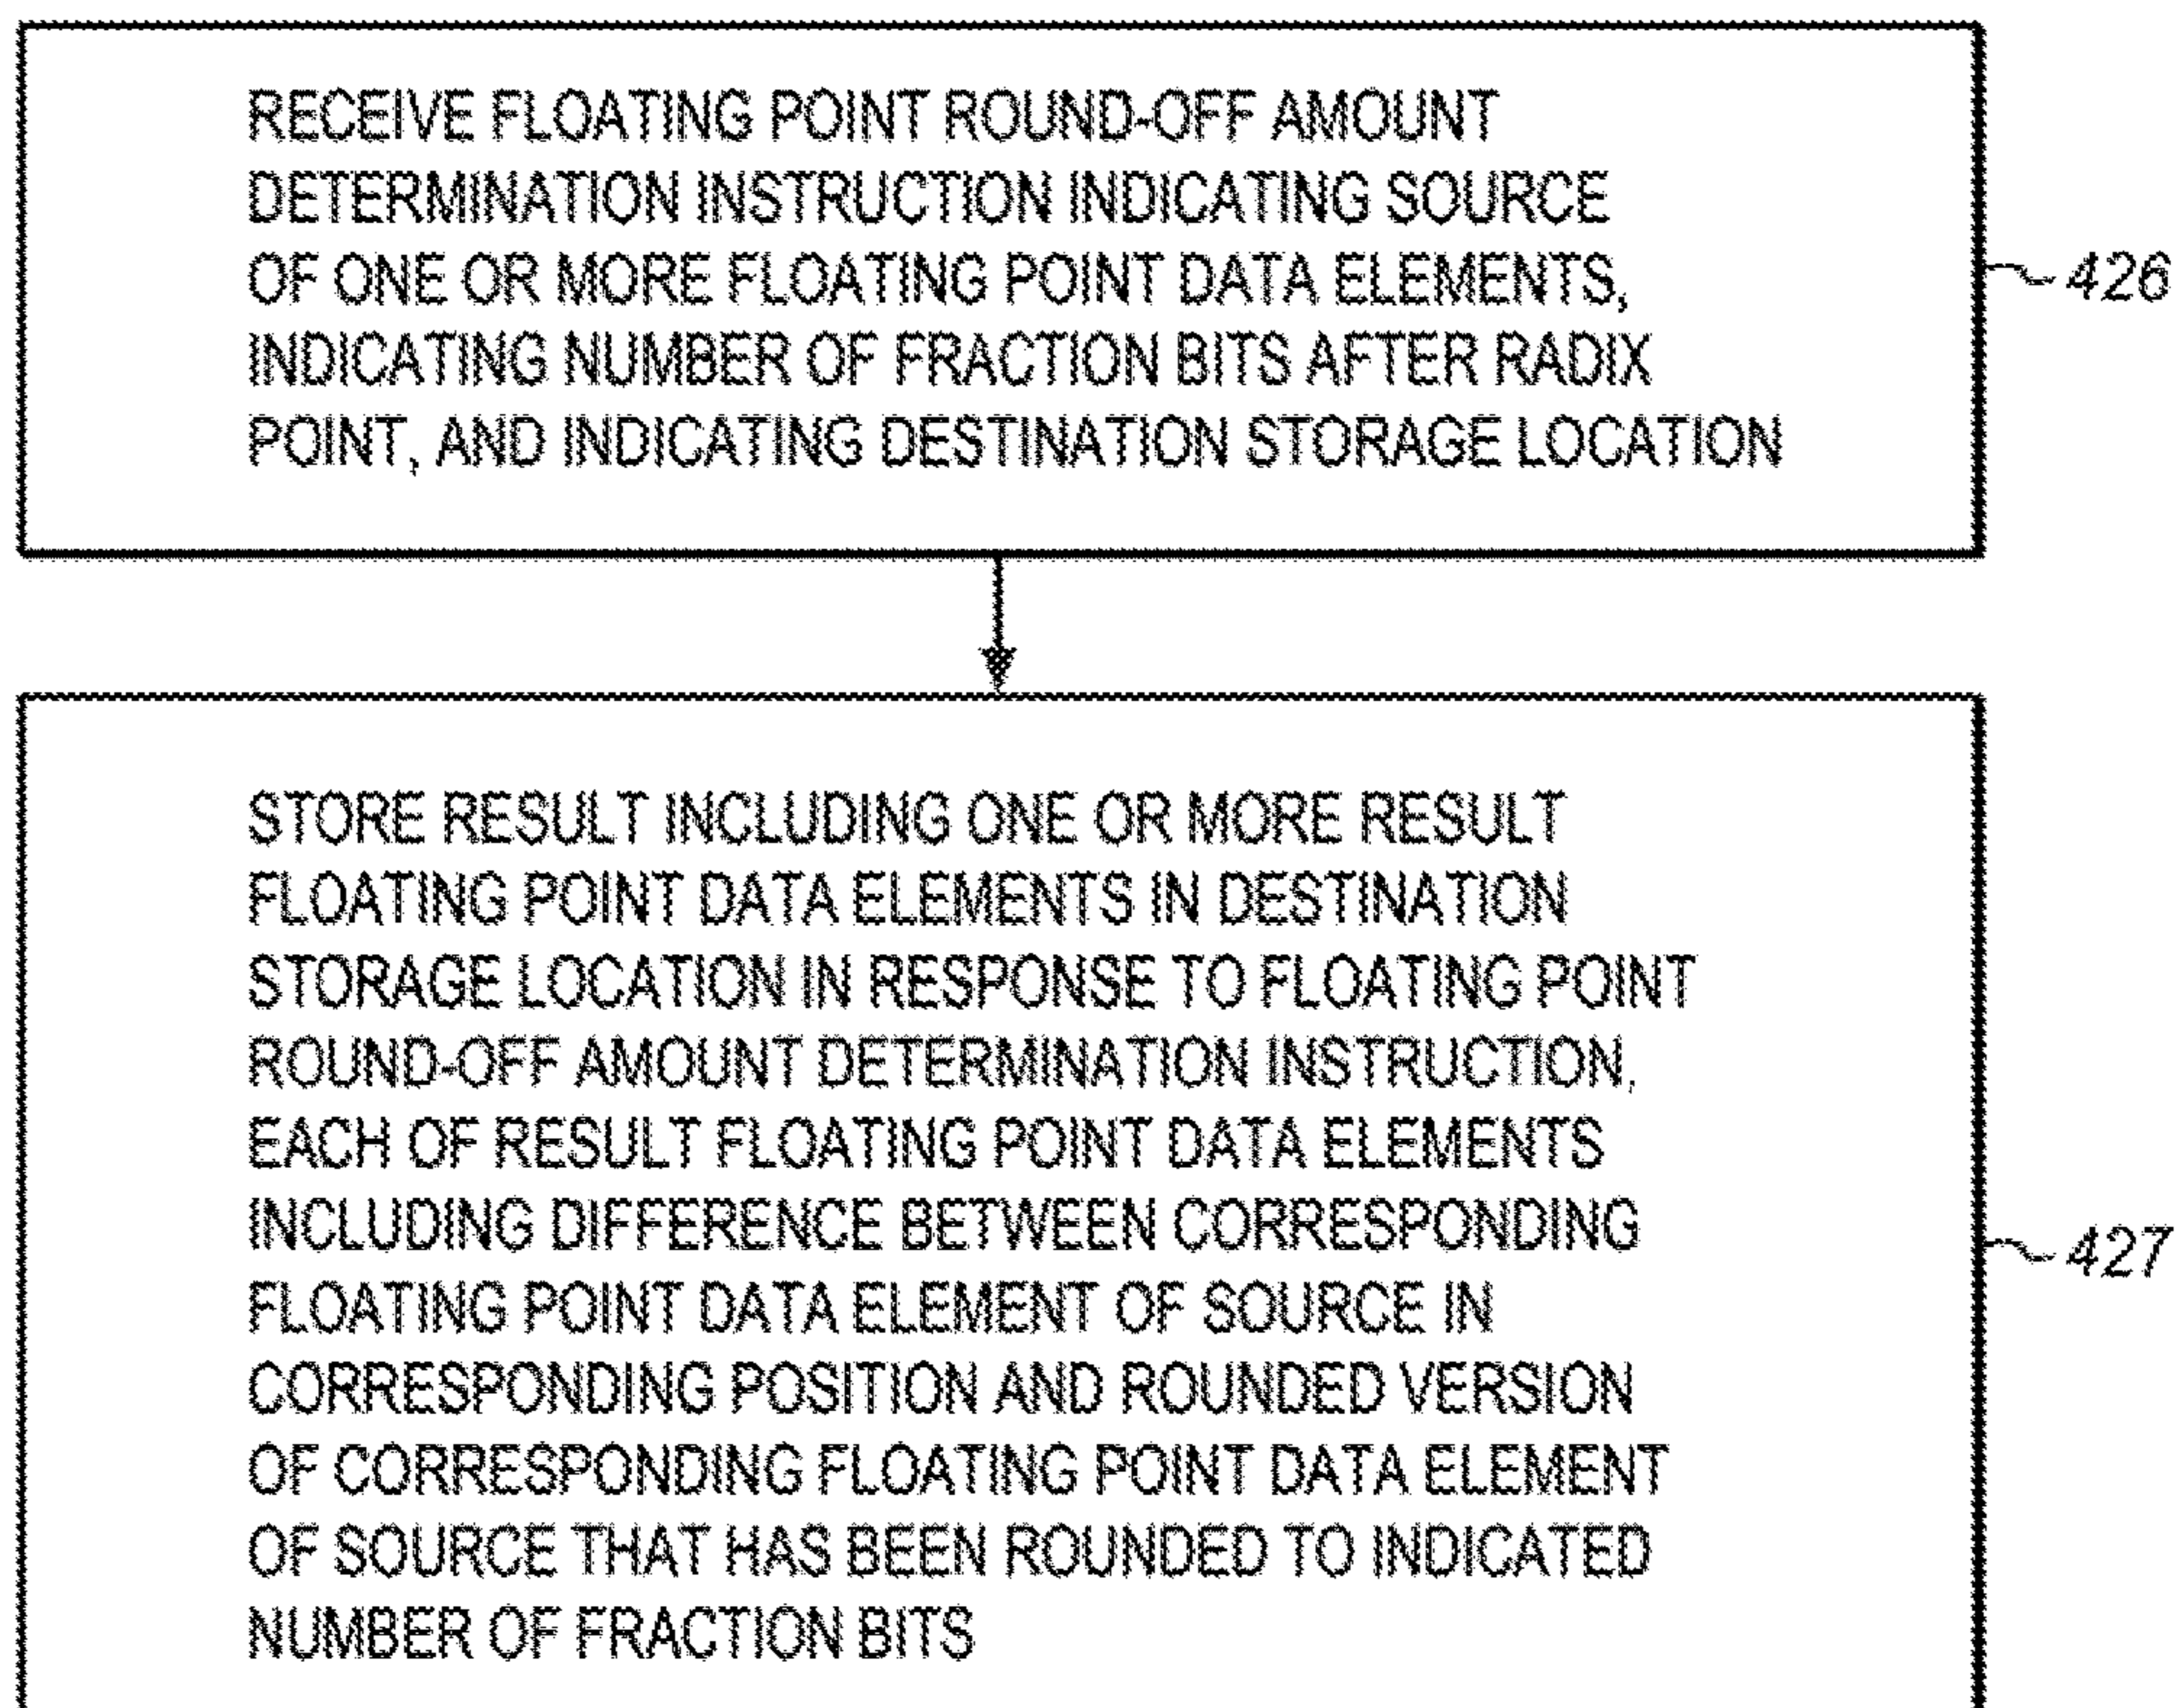 RECEIVE FLOATING POINT ROUND-OFF AMOUNT
DETERMINATION INSTRUCTION INDICATING SOURCE
OF ONE OR MORE FLOATING POINT DATA ELEMENTS,
INDICATING NUMBER OF FRACTION BITS AFTER RADIX
POINT, AND INDICATING DESTINATION STORAGE LOCATION
426
STORE RESULT INCLUDING ONE OR MORE RESULT
FLOATING POINT DATA ELEMENTS IN DESTINATION
STORAGE LOCATION IN RESPONSE TO FLOATING POINT
ROUND-OFF AMOUNT DETERMINATION INSTRUCTION,
EACH OF RESULT FLOATING POINT DATA ELEMENTS
INCLUDING DIFFERENCE BETWEEN CORRESPONDING
FLOATING POINT DATA ELEMENT OF SOURCE IN
CORRESPONDING POSITION AND ROUNDED VERSION
OF CORRESPONDING FLOATING POINT DATA ELEMENT
OF SOURCE THAT HAS BEEN ROUNDED TO INDICATED
NUMBER OF FRACTION BITS
427